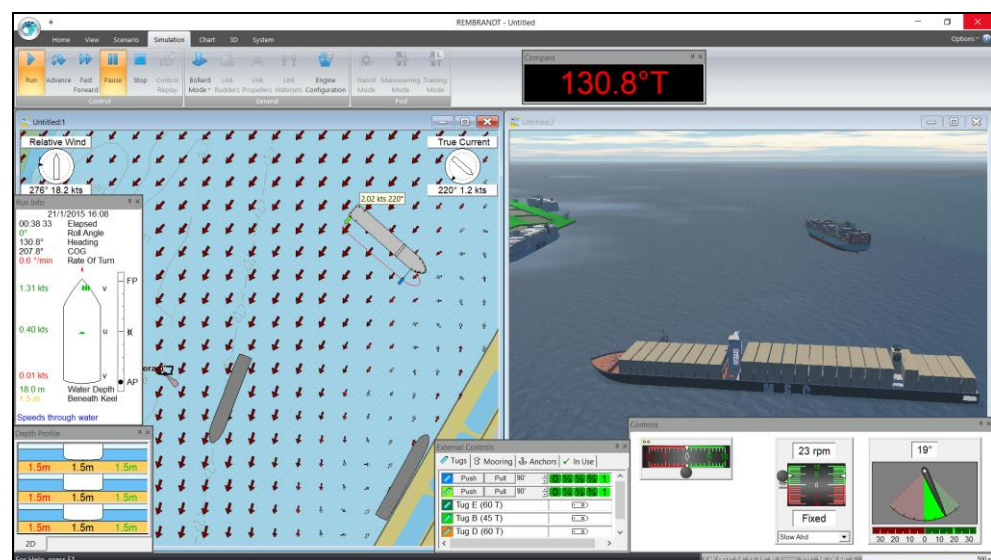 REMBRANDT - Untitled
Home View Scenario Simulation Chart 3D System
Options
Run Advance Fast Forward Pause Stop Control Replay Bollard Mode Link Rudders Link Propellers Link Waterjets Engine Configuration Transit Mode Manoeuvring Mode Training Mode
Control General Pod
Compass
130.8°T
Untitled:1
Relative Wind
276° 18.2 kts
True Current
220° 1.2 kts
2.02 kts 220°
Untitled:2
Run Info
21/1/2015 16:08
00:38 33 Elapsed
0° Roll Angle
130.8° Heading
207.8° COG
0.6 °/min Rate Of Turn
FP
1.31 kts v
0.40 kts u
0.01 kts v
AP
18.0 m Water Depth
1.5 m Beneath Keel
Speeds through water
Depth Profile
1.5m 1.5m 1.5m
1.5m 1.5m 1.5m
1.5m 1.5m 1.5m
2D
M S C
External Controls
Tugs Mooring Anchors In Use
Push Pull 90°
Push Pull 90°
Tug E (60 T)
Tug B (45 T)
Tug D (60 T)
Controls
23 rpm
Fixed
Slow Ahd
19°
30 20 10 0 10 20 30
For Help, press F1